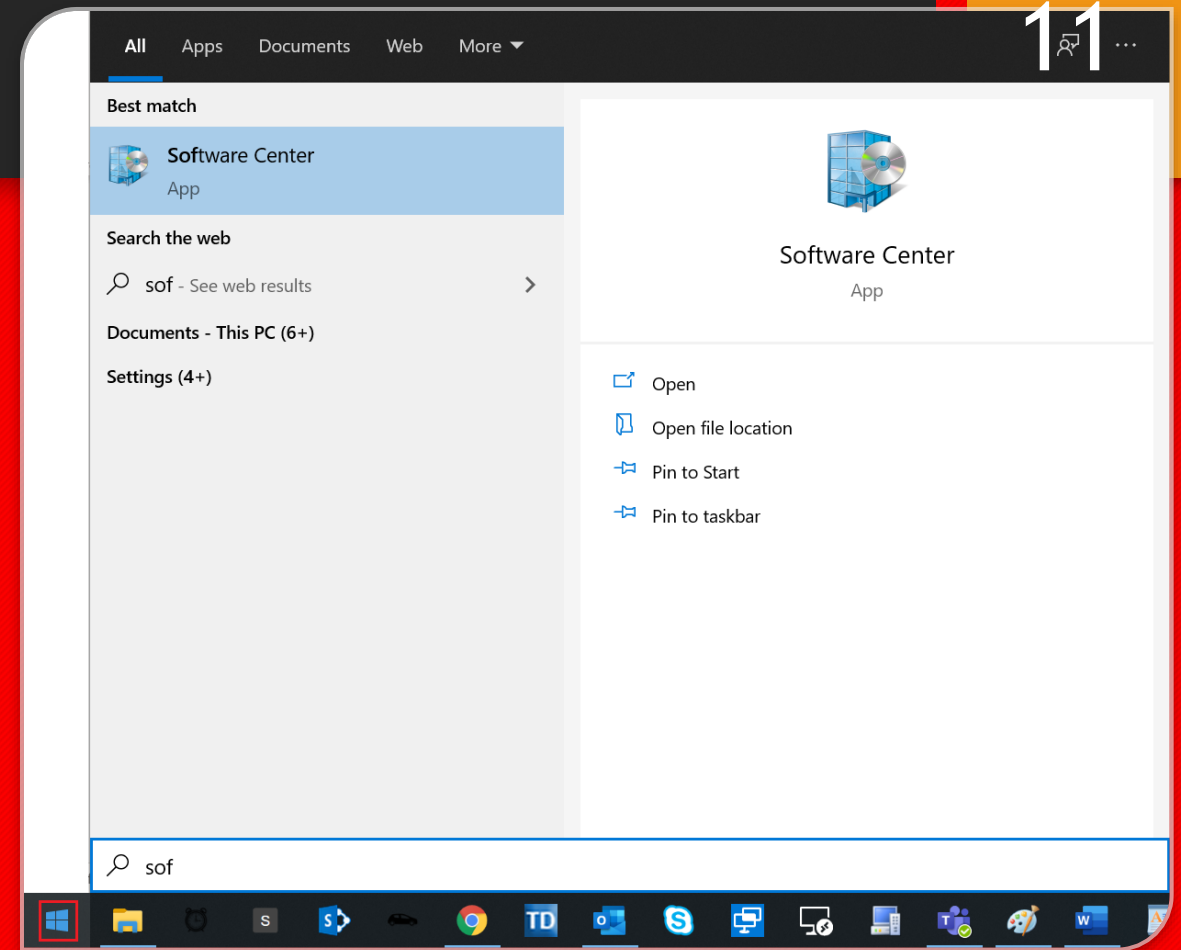 11
All Apps Documents Web More
Best match
Software Center
App
Search the web
sof - See web results
Documents - This PC (6+)
Settings (4+)
Software Center
App
Open
Open file location
Pin to Start
Pin to taskbar
sof
S S TD O S T W A